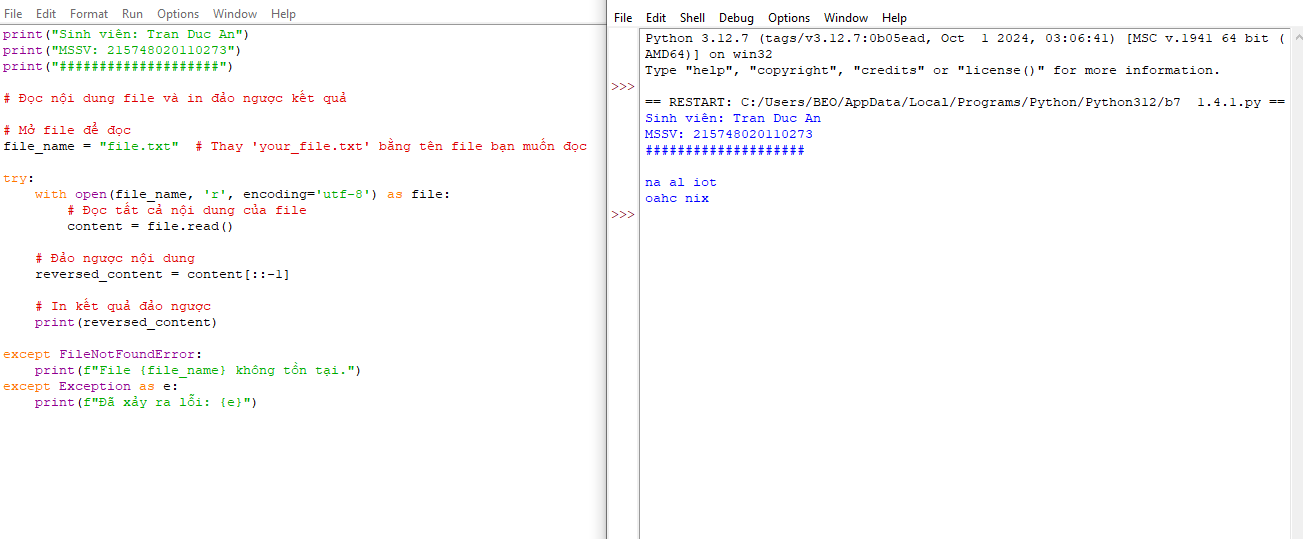 File Edit Format Run Options Window Help
print("Sinh viên: Tran Duc An")
print("MSSV: 215748020110273")
print("####################")
# Đọc nội dung file và in đảo ngược kết quả
# Mở file để đọc
file_name = "file.txt"  # Thay 'your_file.txt' bằng tên file bạn muốn đọc
try:
    with open(file_name, 'r', encoding='utf-8') as file:
        # Đọc tất cả nội dung của file
        content = file.read()
    # Đảo ngược nội dung
    reversed_content = content[::-1]
    # In kết quả đảo ngược
    print(reversed_content)
except FileNotFoundError:
    print(f"File {file_name} không tồn tại.")
except Exception as e:
    print(f"Đã xảy ra lỗi: {e}")
File Edit Shell Debug Options Window Help
Python 3.12.7 (tags/v3.12.7:0b05ead, Oct  1 2024, 03:06:41) [MSC v.1941 64 bit (
AMD64)] on win32
Type "help", "copyright", "credits" or "license()" for more information.
>>>
== RESTART: C:/Users/BEO/AppData/Local/Programs/Python/Python312/b7  1.4.1.py ==
Sinh viên: Tran Duc An
MSSV: 215748020110273
####################
na al iot
oahc nix
>>>